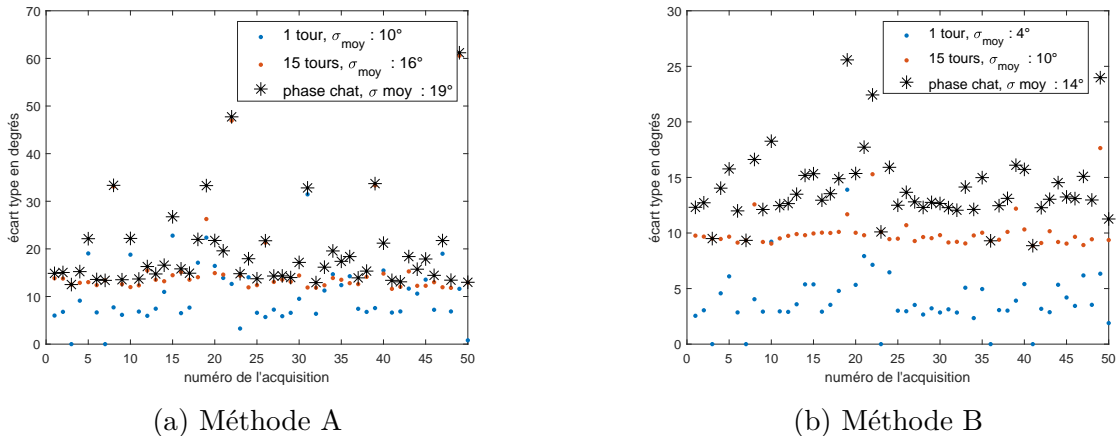 70
60
50
40
30
20
10
0
écart type en degrés
1 tour, σmoy : 10°
15 tours, σmoy : 16°
phase chat, σ moy : 19°
0 5 10 15 20 25 30 35 40 45 50
numéro de l'acquisition
(a) Méthode A
30
25
20
15
10
5
0
écart type en degrés
1 tour, σmoy : 4°
15 tours, σmoy : 10°
phase chat, σ moy : 14°
0 5 10 15 20 25 30 35 40 45 50
numéro de l'acquisition
(b) Méthode B